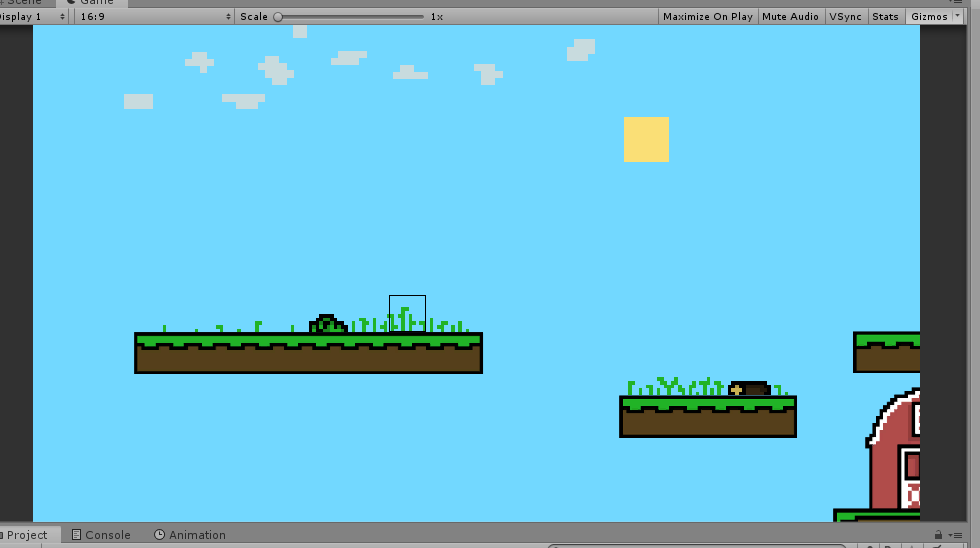 Scene Game
Display 1 16:9 Scale 1x Maximize On Play Mute Audio VSync Stats Gizmos
Project Console Animation